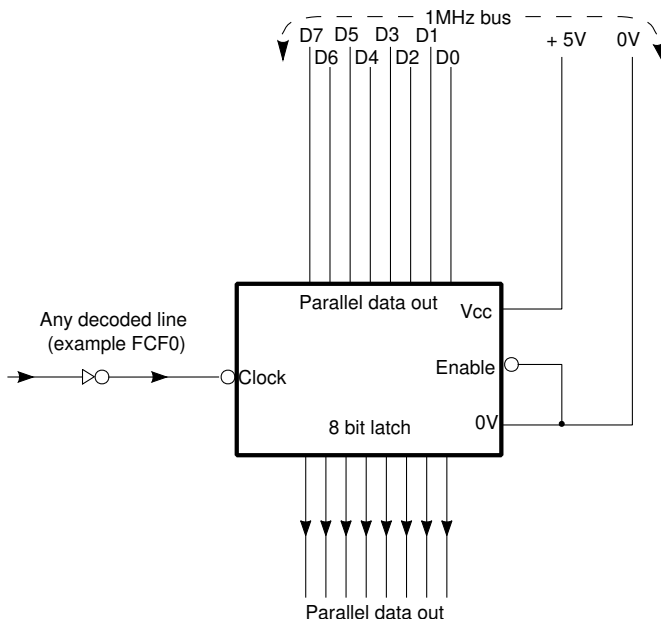 1MHz bus
D7 D5 D3 D1
+ 5V 0V
D6 D4 D2 D0
Parallel data out
Vcc
Any decoded line
(example FCF0)
Enable
Clock
8 bit latch
0V
Parallel data out